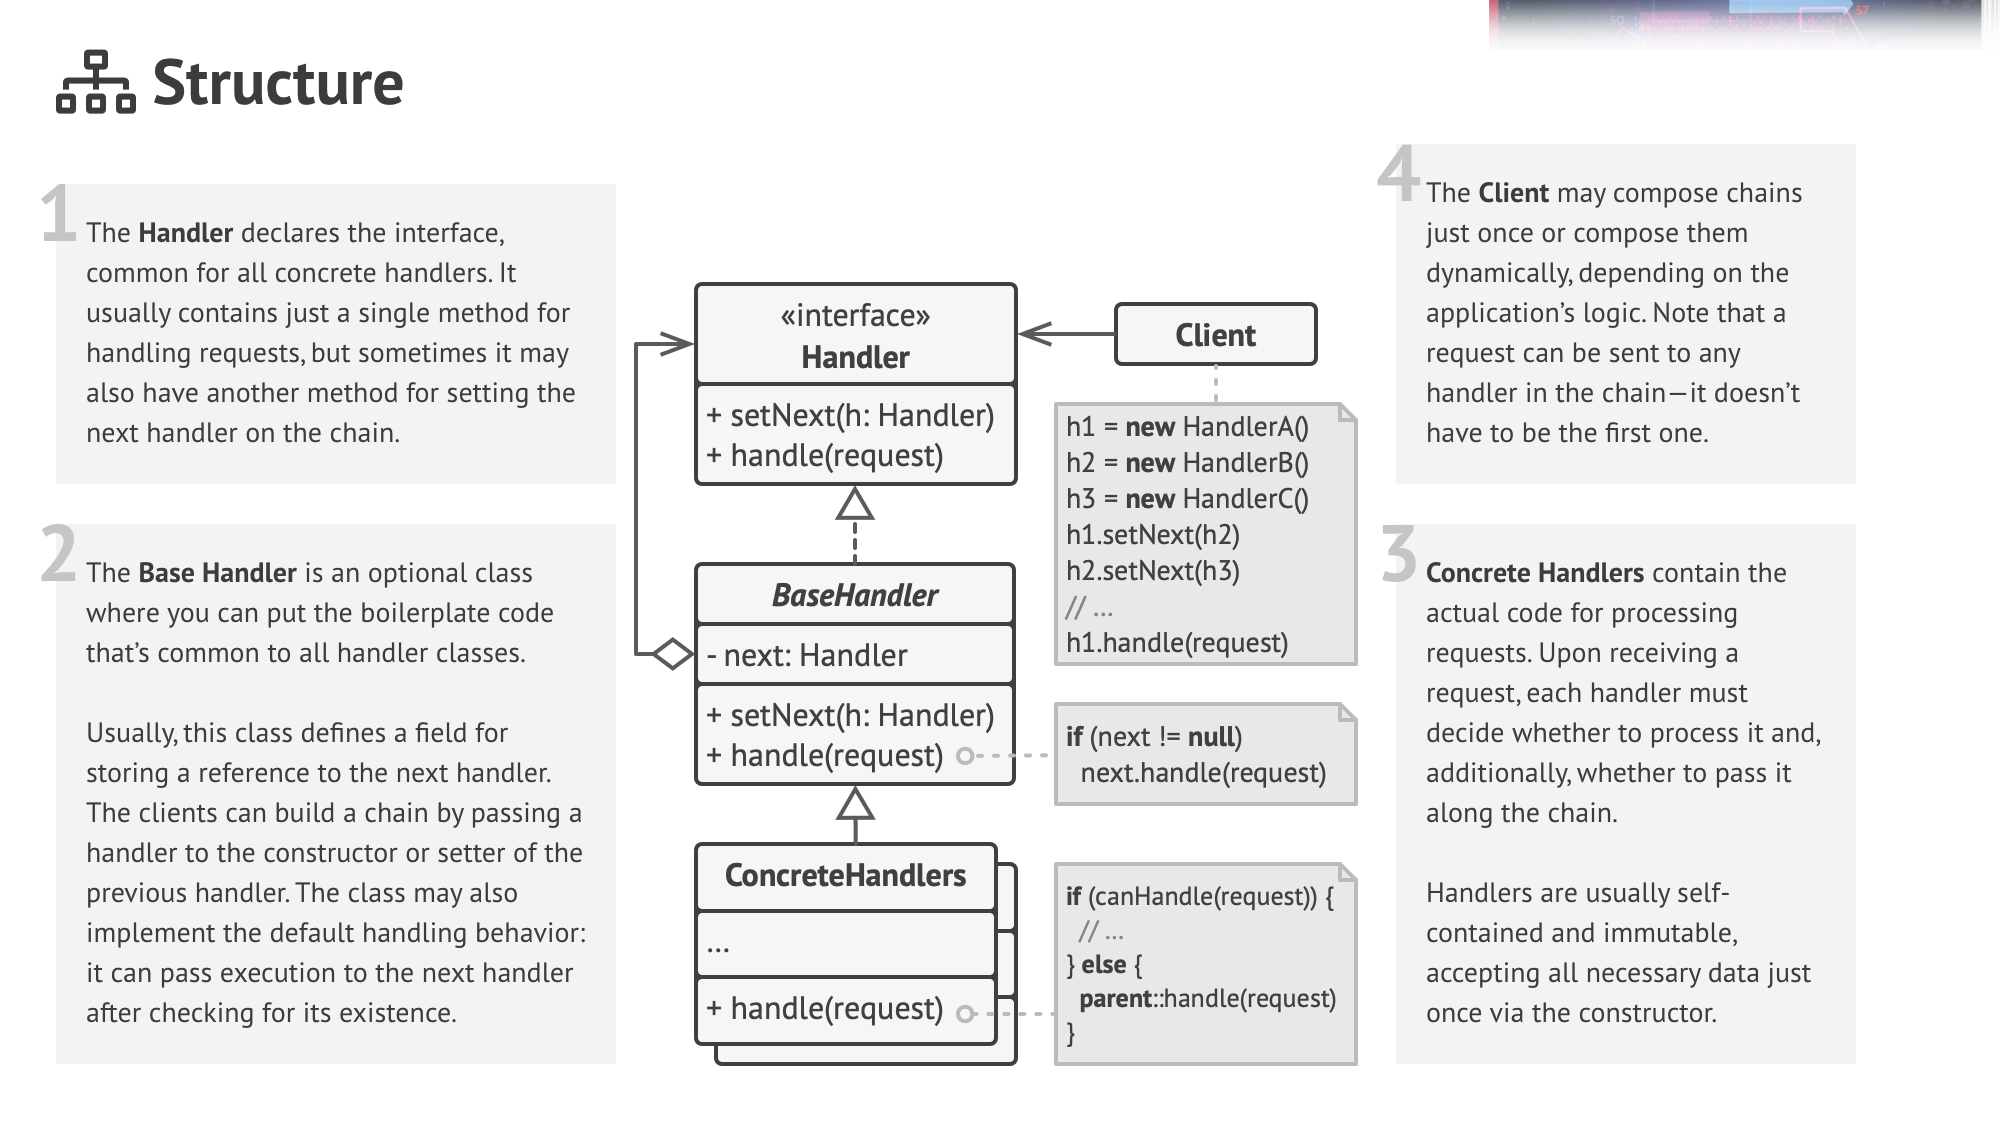 Structure
1
The Handler declares the interface,
common for all concrete handlers. It
usually contains just a single method for
handling requests, but sometimes it may
also have another method for setting the
next handler on the chain.
2
The Base Handler is an optional class
where you can put the boilerplate code
that's common to all handler classes.
Usually, this class defines a field for
storing a reference to the next handler.
The clients can build a chain by passing a
handler to the constructor or setter of the
previous handler. The class may also
implement the default handling behavior:
it can pass execution to the next handler
after checking for its existence.
«interface»
Handler
+ setNext(h: Handler)
+ handle(request)
BaseHandler
- next: Handler
+ setNext(h: Handler)
+ handle(request)
ConcreteHandlers
...
+ handle(request)
Client
h1 = new HandlerA()
h2 = new HandlerB()
h3 = new HandlerC()
h1.setNext(h2)
h2.setNext(h3)
// ...
h1.handle(request)
if (next != null)
next.handle(request)
if (canHandle(request)) {
// ...
} else {
parent::handle(request)
}
4
The Client may compose chains
just once or compose them
dynamically, depending on the
application's logic. Note that a
request can be sent to any
handler in the chain—it doesn't
have to be the first one.
3
Concrete Handlers contain the
actual code for processing
requests. Upon receiving a
request, each handler must
decide whether to process it and,
additionally, whether to pass it
along the chain.
Handlers are usually self-
contained and immutable,
accepting all necessary data just
once via the constructor.
50
57